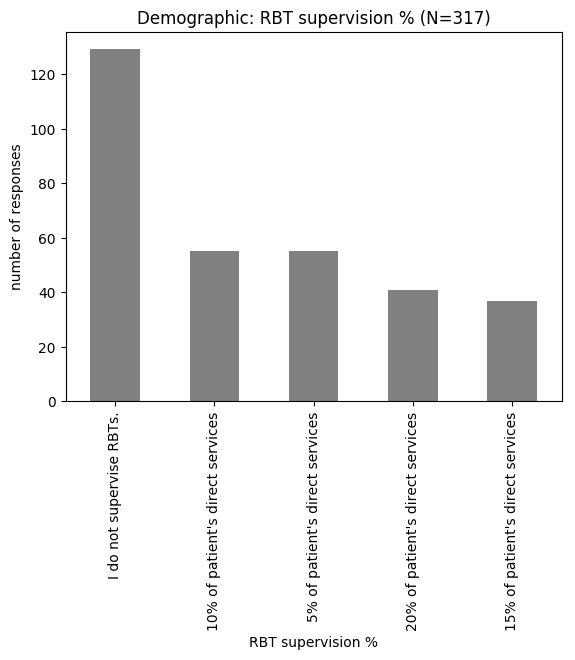 Demographic: RBT supervision % (N=317)
number of responses
120
100
80
60
40
20
0
I do not supervise RBTs.
10% of patient's direct services
5% of patient's direct services
20% of patient's direct services
15% of patient's direct services
RBT supervision %